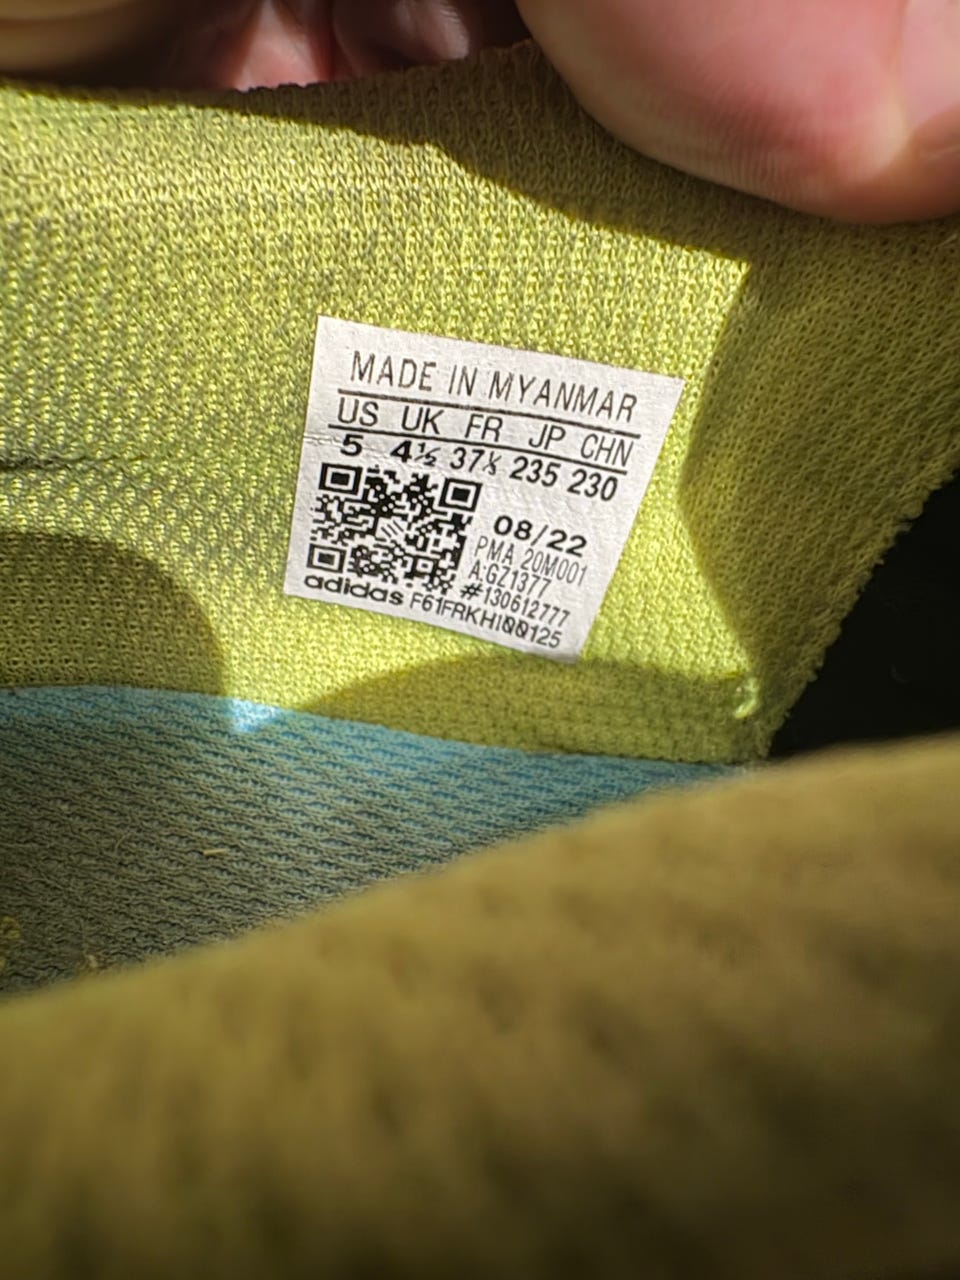 MADE IN MYANMAR
US UK FR JP CHN
5 4½ 37⅓ 235 230
08/22
PMA 20M001
A:GZ1377
#130612777
adidas F61FRKHI00125